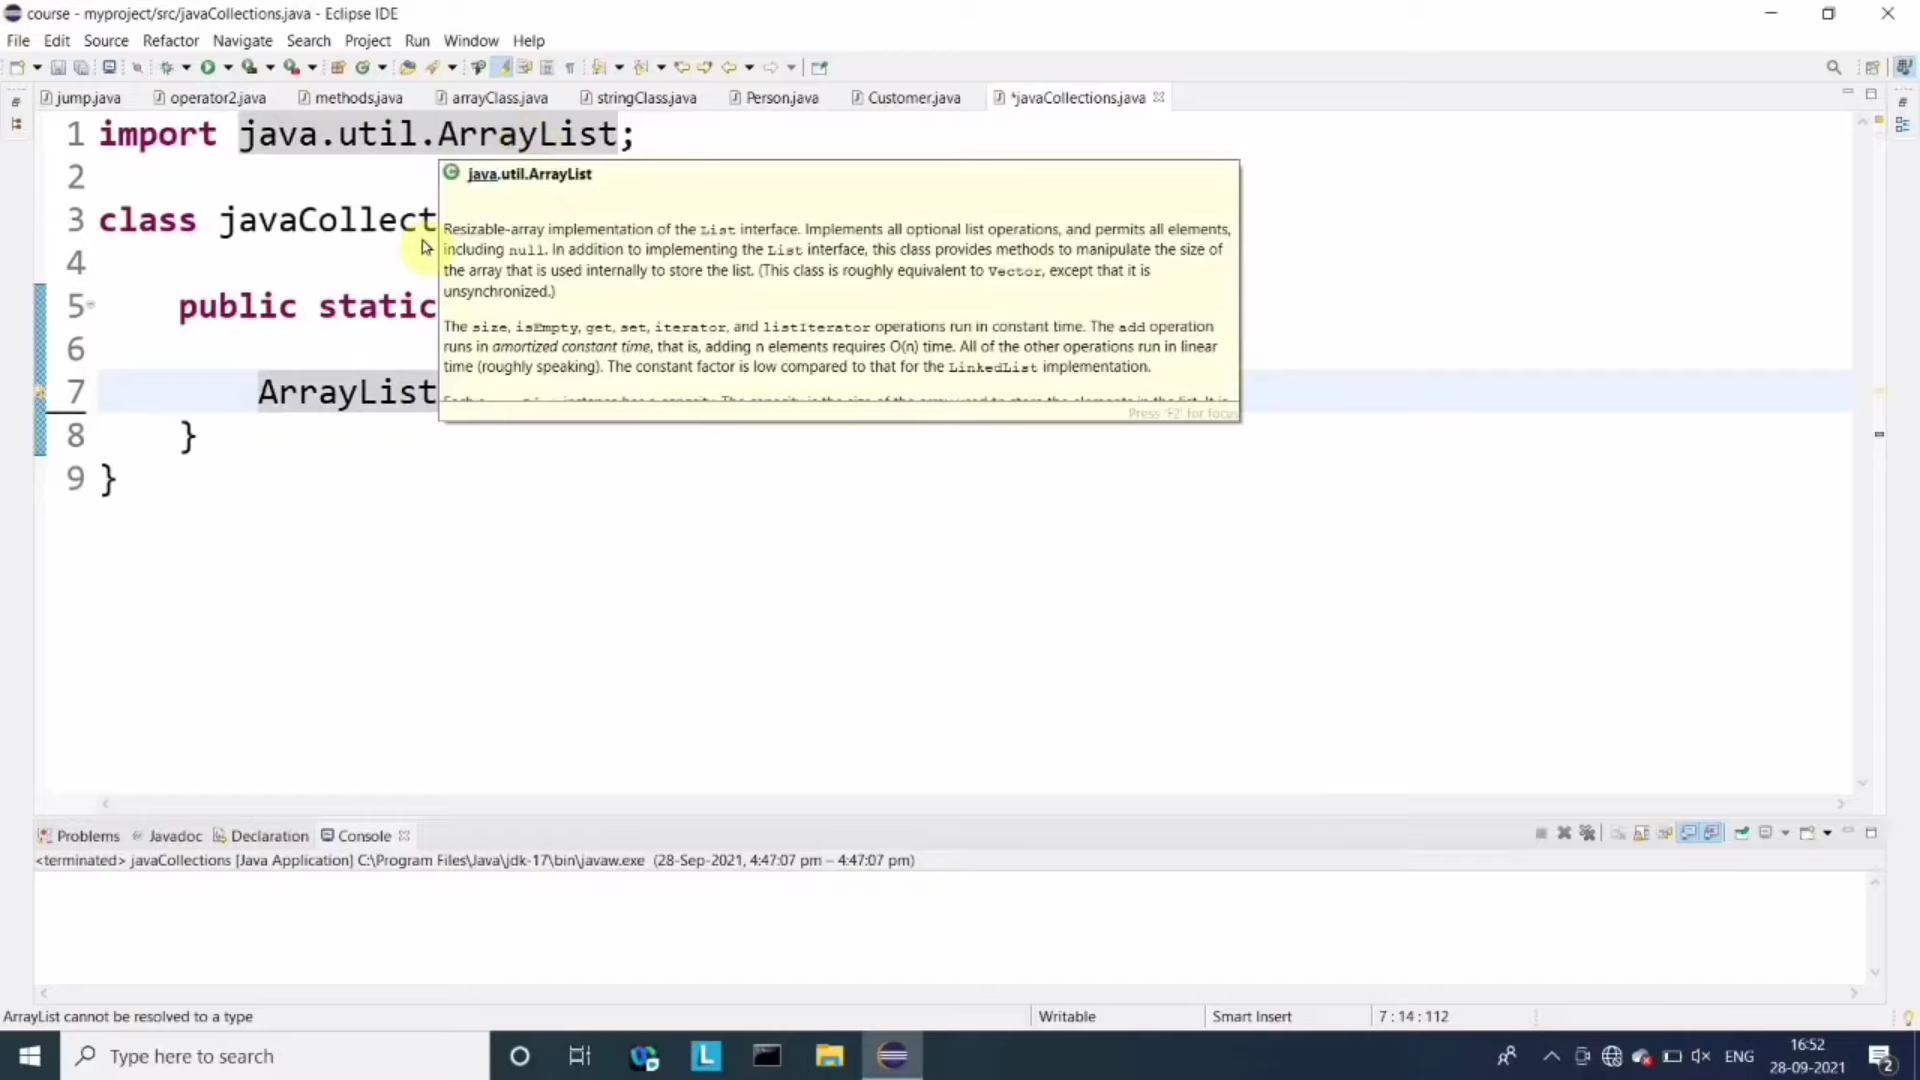 course - myproject/src/javaCollections.java - Eclipse IDE
File Edit Source Refactor Navigate Search Project Run Window Help
jump.java operator2.java methods.java arrayClass.java stringClass.java Person.java Customer.java *javaCollections.java
1 import java.util.ArrayList;
2
3 class javaCollect
4
5 public static
6
7 ArrayList
8 }
9 }
java.util.ArrayList
Resizable-array implementation of the List interface. Implements all optional list operations, and permits all elements,
including null. In addition to implementing the List interface, this class provides methods to manipulate the size of
the array that is used internally to store the list. (This class is roughly equivalent to Vector, except that it is
unsynchronized.)
The size, isEmpty, get, set, iterator, and listIterator operations run in constant time. The add operation
runs in amortized constant time, that is, adding n elements requires O(n) time. All of the other operations run in linear
time (roughly speaking). The constant factor is low compared to that for the LinkedList implementation.
Press 'F2' for focus
Problems Javadoc Declaration Console
<terminated> javaCollections [Java Application] C:\Program Files\Java\jdk-17\bin\javaw.exe (28-Sep-2021, 4:47:07 pm – 4:47:07 pm)
ArrayList cannot be resolved to a type Writable Smart Insert 7 : 14 : 112
Type here to search L ENG 16:52
28-09-2021 2